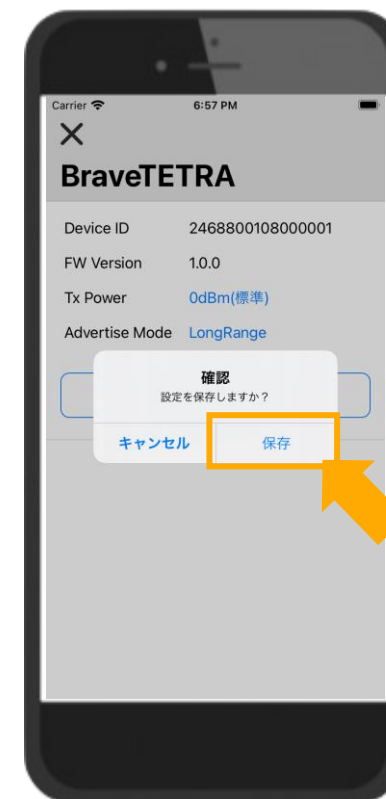 Carrier 6:57 PM
BraveTETRA
Device ID 2468800108000001
FW Version 1.0.0
Tx Power 0dBm(標準)
Advertise Mode LongRange
確認
設定を保存しますか？
キャンセル 保存